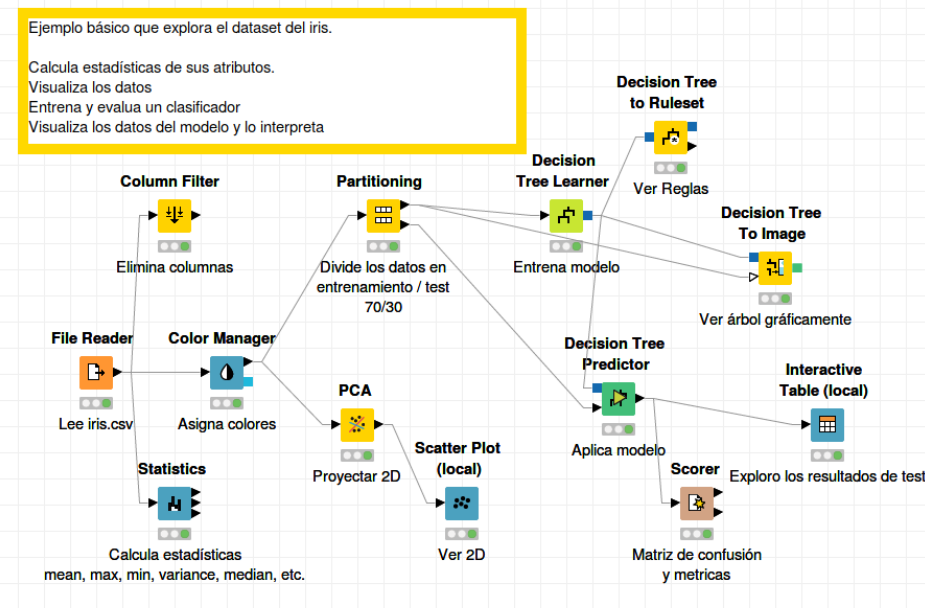 Ejemplo básico que explora el dataset del iris.
Calcula estadísticas de sus atributos.
Visualiza los datos
Entrena y evalua un clasificador
Visualiza los datos del modelo y lo interpreta
Decision Tree
to Ruleset
Ver Reglas
Column Filter
Elimina columnas
Partitioning
Divide los datos en
entrenamiento / test
70/30
Decision
Tree Learner
Entrena modelo
Decision Tree
To Image
Ver árbol gráficamente
File Reader
Lee iris.csv
Color Manager
Asigna colores
PCA
Proyectar 2D
Decision Tree
Predictor
Aplica modelo
Interactive
Table (local)
Exploro los resultados de test
Statistics
Calcula estadísticas
mean, max, min, variance, median, etc.
Scatter Plot
(local)
Ver 2D
Scorer
Matriz de confusión
y metricas